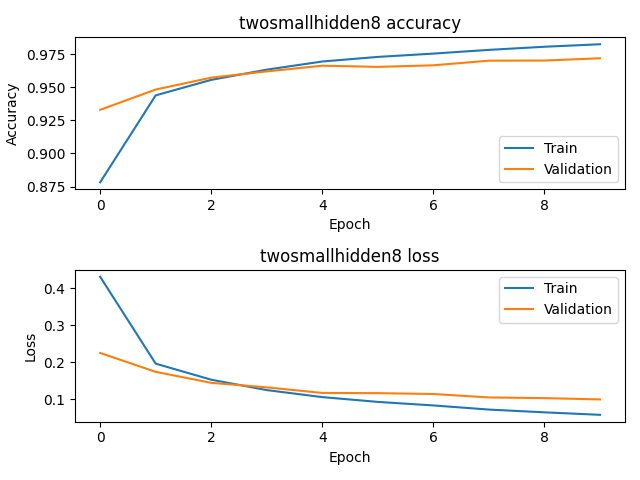 twosmallhidden8 accuracy
0.975
0.950
0.925
0.900
0.875
Accuracy
Train
Validation
0 2 4 6 8
Epoch
twosmallhidden8 loss
0.4
0.3
0.2
0.1
Loss
Train
Validation
0 2 4 6 8
Epoch